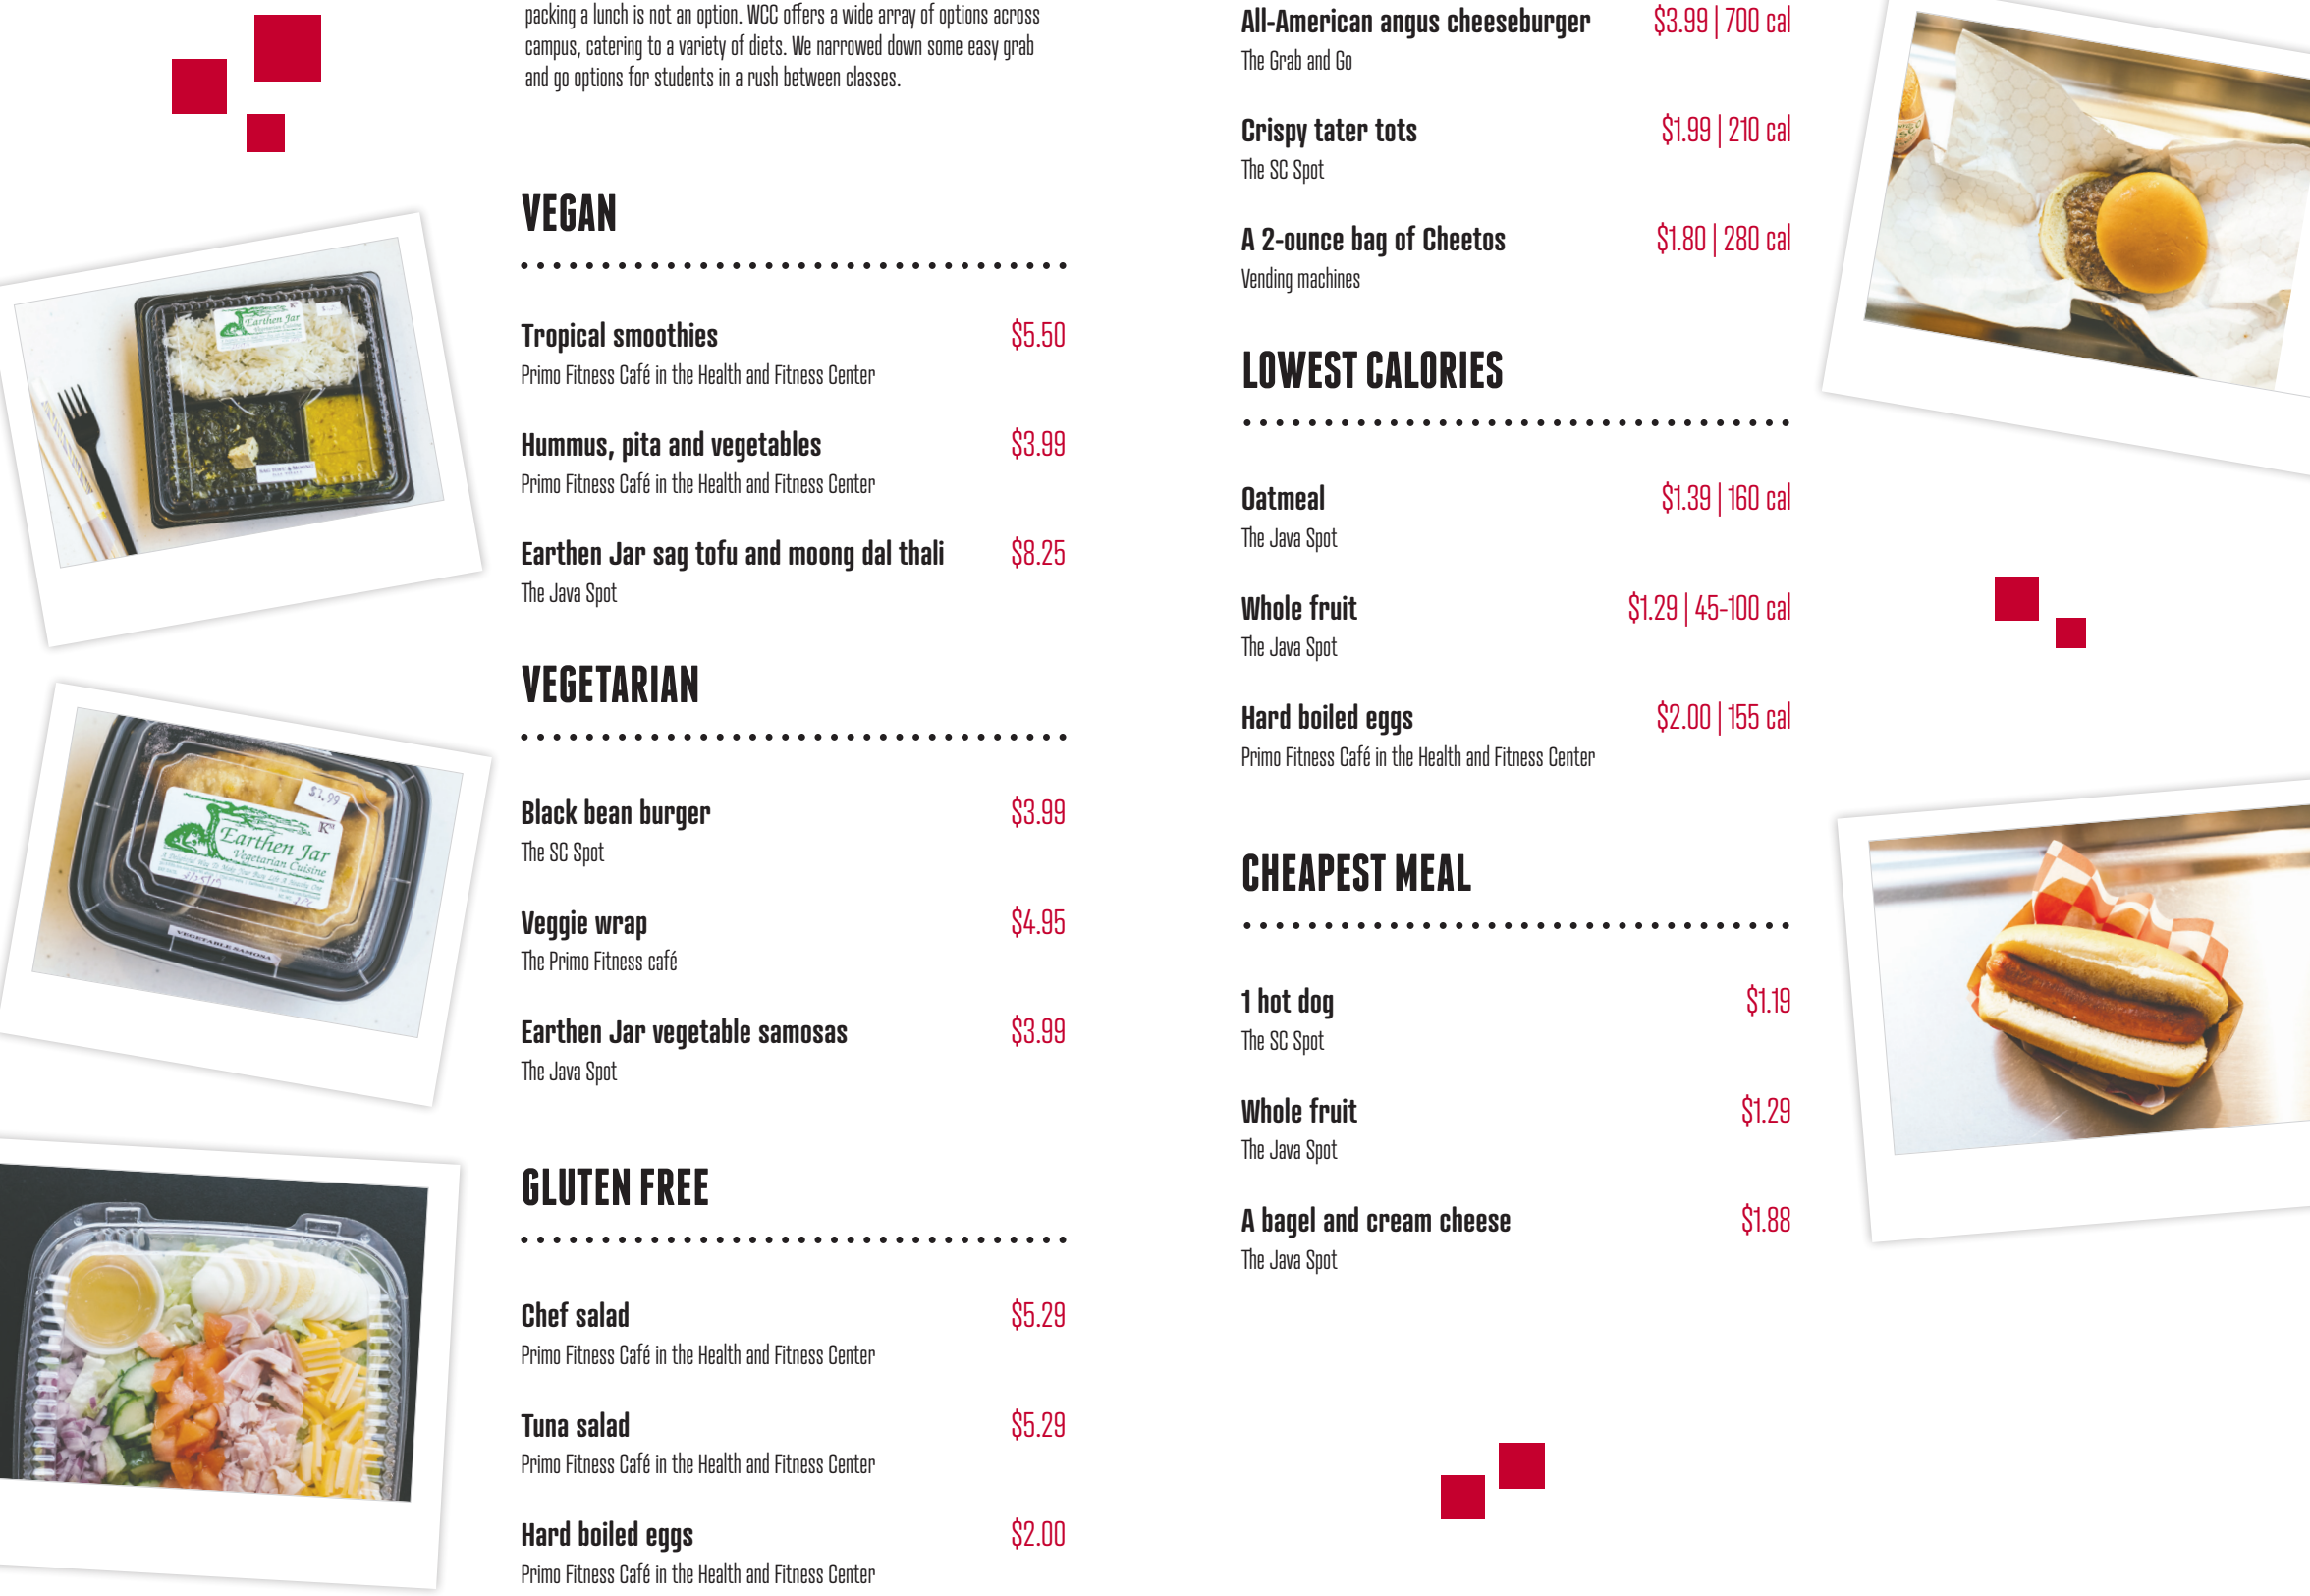 packing a lunch is not an option. WCC offers a wide array of options across
campus, catering to a variety of diets. We narrowed down some easy grab
and go options for students in a rush between classes.
VEGAN
Tropical smoothies $5.50
Primo Fitness Café in the Health and Fitness Center
Hummus, pita and vegetables $3.99
Primo Fitness Café in the Health and Fitness Center
Earthen Jar sag tofu and moong dal thali $8.25
The Java Spot
VEGETARIAN
Black bean burger $3.99
The SC Spot
Veggie wrap $4.95
The Primo Fitness café
Earthen Jar vegetable samosas $3.99
The Java Spot
GLUTEN FREE
Chef salad $5.29
Primo Fitness Café in the Health and Fitness Center
Tuna salad $5.29
Primo Fitness Café in the Health and Fitness Center
Hard boiled eggs $2.00
Primo Fitness Café in the Health and Fitness Center
All-American angus cheeseburger $3.99 | 700 cal
The Grab and Go
Crispy tater tots $1.99 | 210 cal
The SC Spot
A 2-ounce bag of Cheetos $1.80 | 280 cal
Vending machines
LOWEST CALORIES
Oatmeal $1.39 | 160 cal
The Java Spot
Whole fruit $1.29 | 45-100 cal
The Java Spot
Hard boiled eggs $2.00 | 155 cal
Primo Fitness Café in the Health and Fitness Center
CHEAPEST MEAL
1 hot dog $1.19
The SC Spot
Whole fruit $1.29
The Java Spot
A bagel and cream cheese $1.88
The Java Spot
Earthen Jar
Vegetarian Cuisine
$3.99
K
Earthen Jar
Vegetarian Cuisine
VEGETABLE SAMOSA